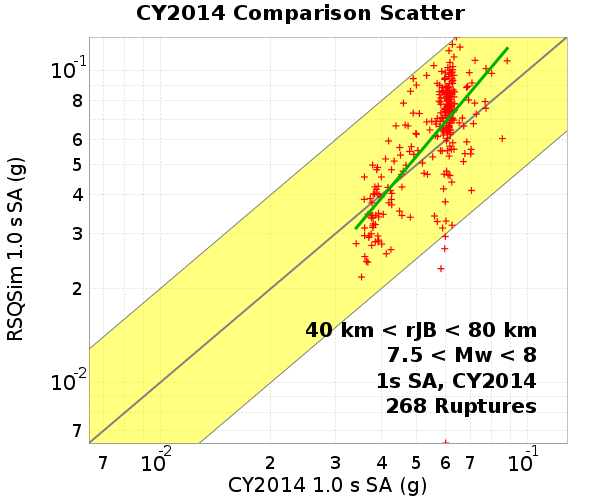 CY2014 Comparison Scatter
RSQSim 1.0 s SA (g)
10-1
8
6
5
4
3
2
10-2
7
40 km < rJB < 80 km
7.5 < Mw < 8
1s SA, CY2014
268 Ruptures
7 10-2 2 3 4 5 6 7 10-1
CY2014 1.0 s SA (g)